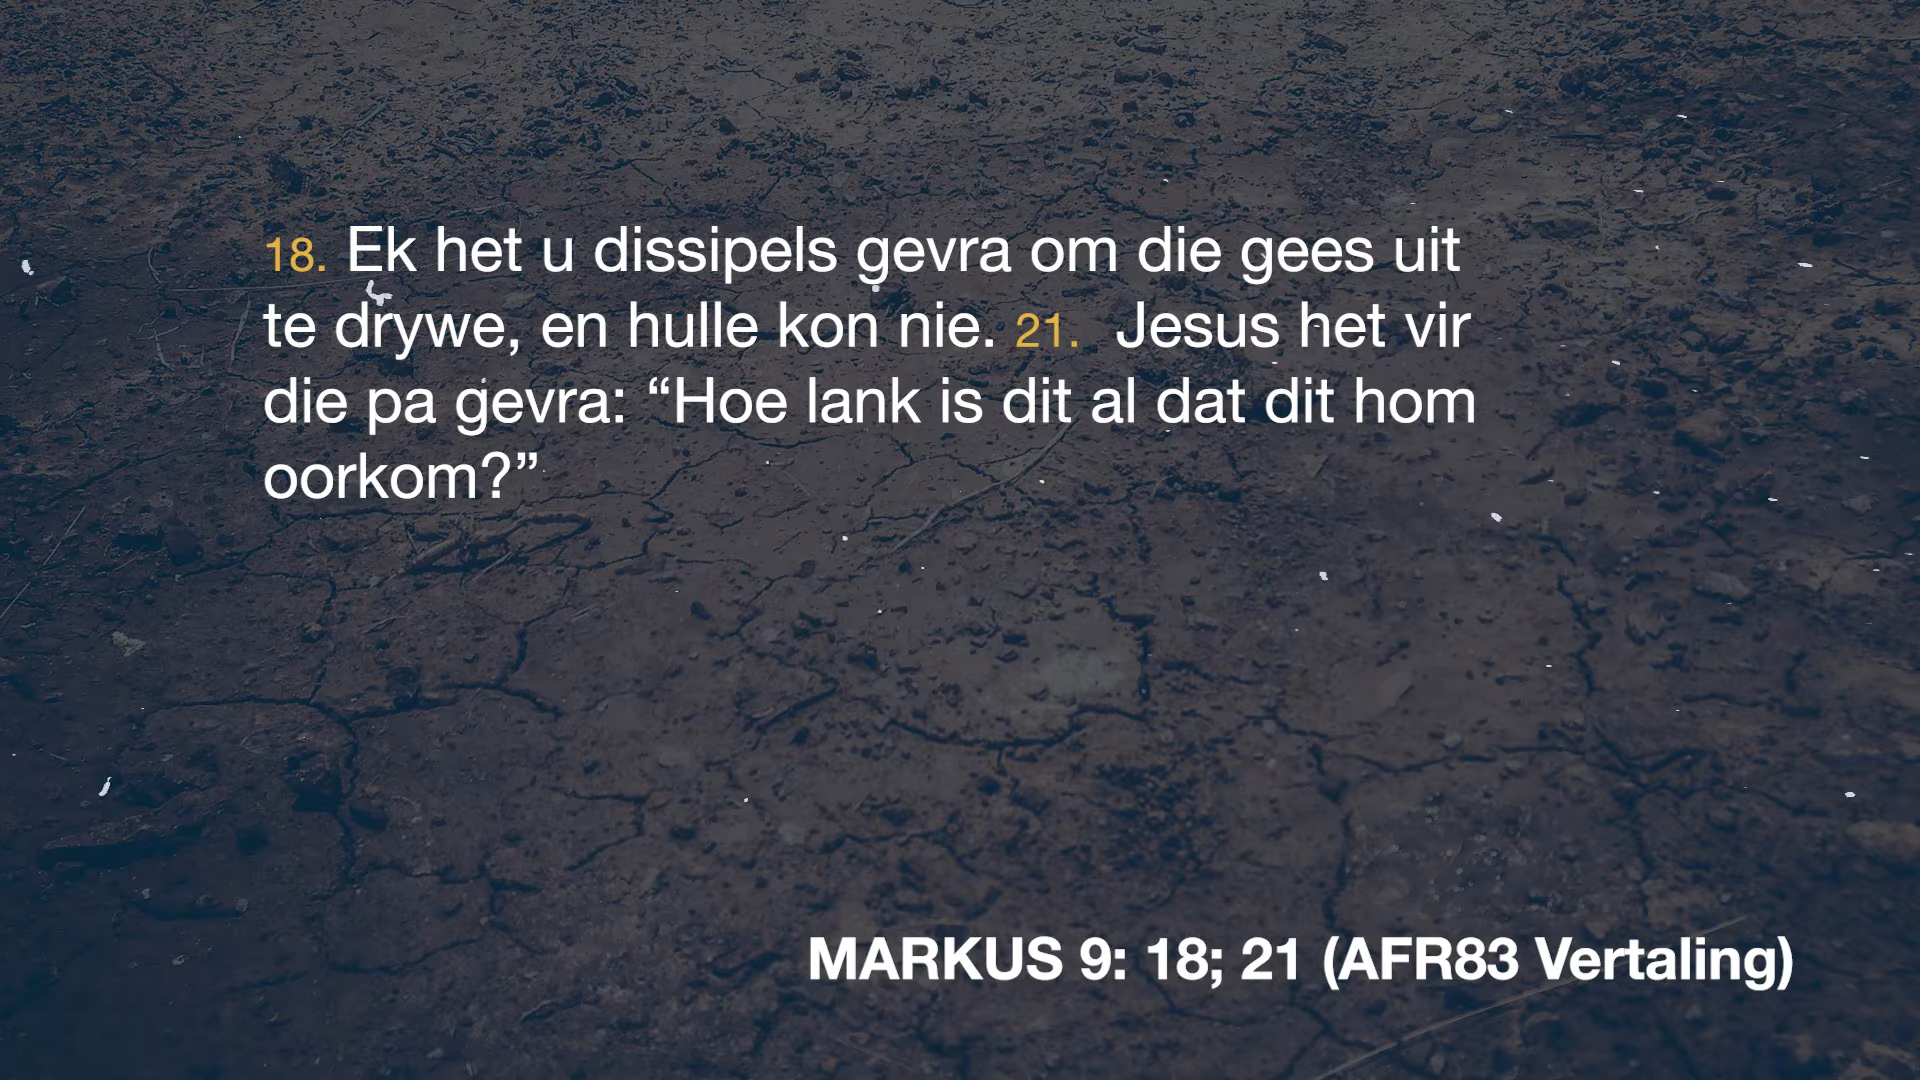 18. Ek het u dissipels gevra om die gees uit
te drywe, en hulle kon nie. 21. Jesus het vir
die pa gevra: “Hoe lank is dit al dat dit hom
oorkom?”
MARKUS 9: 18; 21 (AFR83 Vertaling)